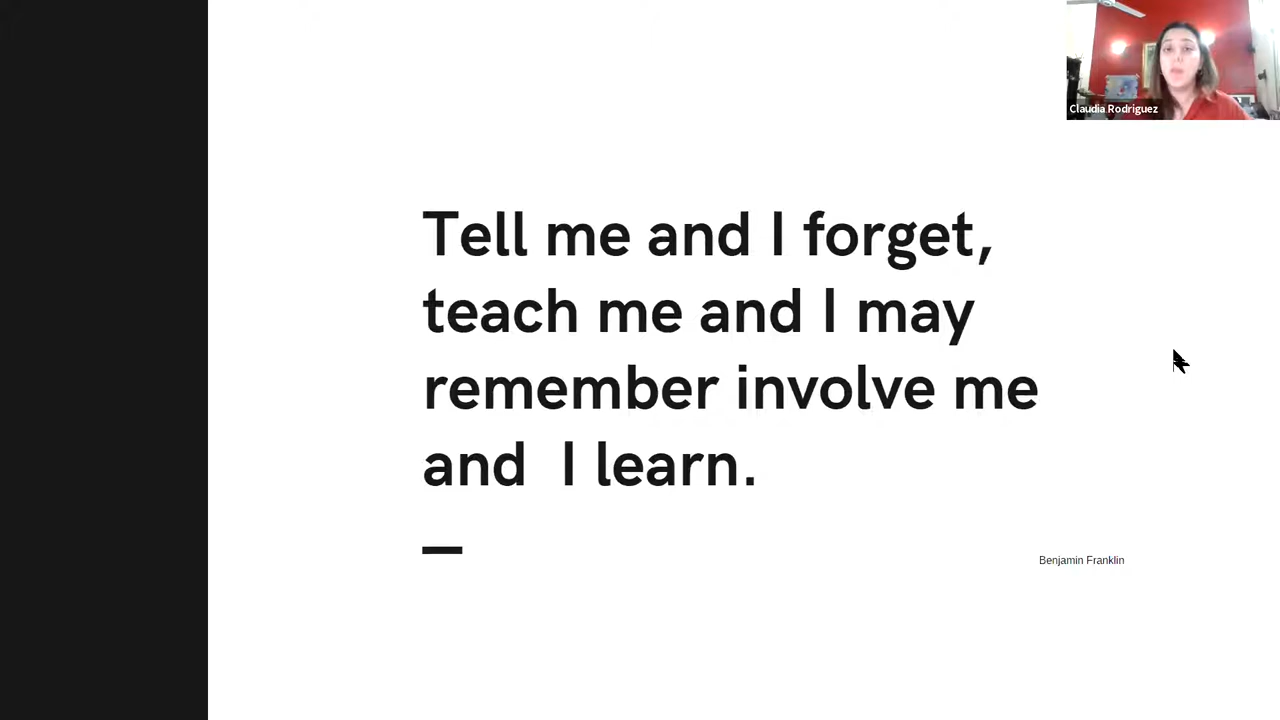 Claudia Rodriguez
Tell me and I forget,
teach me and I may
remember involve me
and  I learn.
Benjamin Franklin